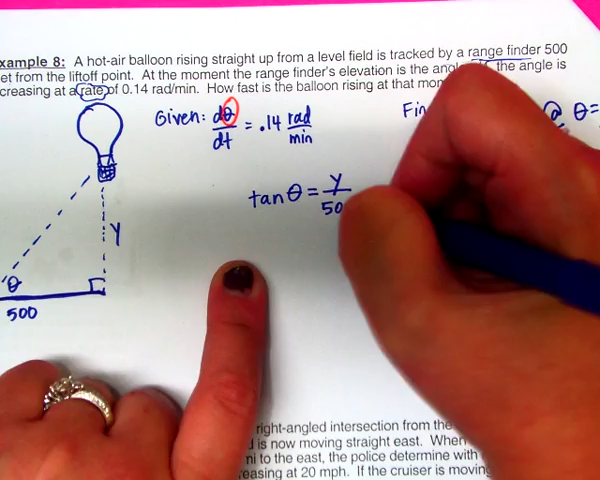 xample 8: A hot-air balloon rising straight up from a level field is tracked by a range finder 500
et from the liftoff point. At the moment the range finder's elevation is the the angle is
creasing at a rate of 0.14 rad/min. How fast is the balloon rising at that
Given: dθ/dt = .14 rad/min
@ θ=
tan θ = y/50
y
θ
500
right-angled intersection from the
is now moving straight east. When
mi to the east, the police determine with
easing at 20 mph. If the cruiser is moving